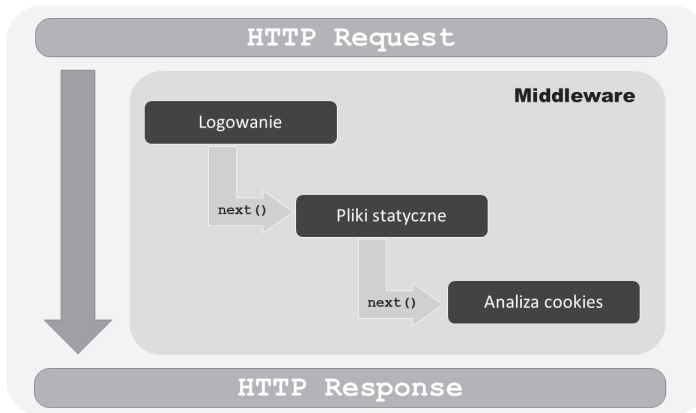 HTTP Request
Middleware
Logowanie
next()
Pliki statyczne
next()
Analiza cookies
HTTP Response